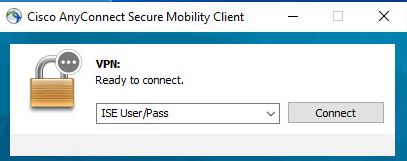 Cisco AnyConnect Secure Mobility Client
VPN:
Ready to connect.
ISE User/Pass
Connect